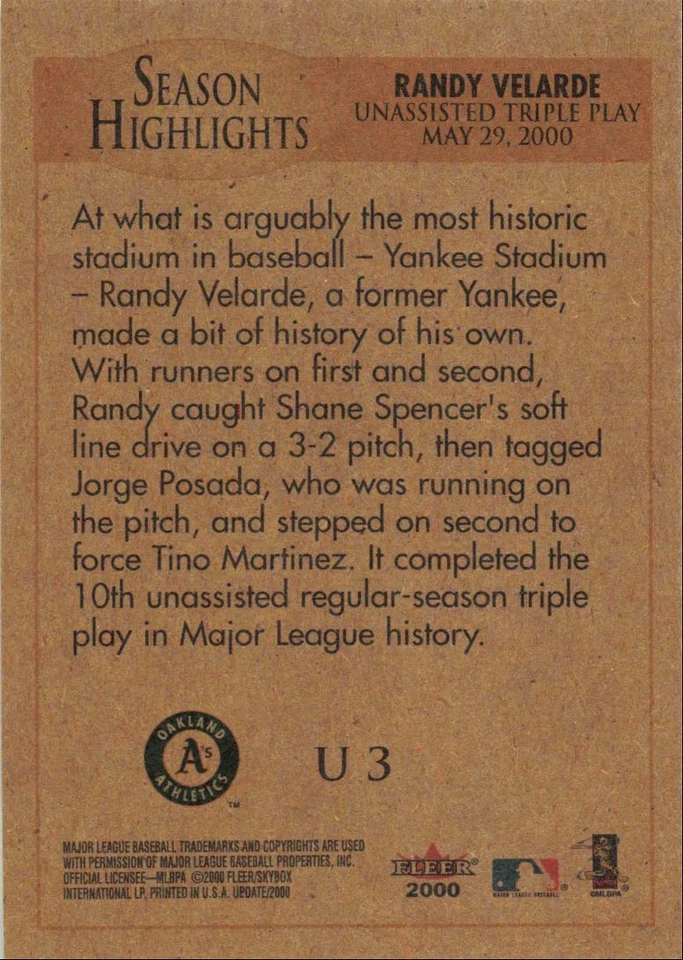 SEASON HIGHLIGHTS
RANDY VELARDE
UNASSISTED TRIPLE PLAY
MAY 29, 2000
At what is arguably the most historic
stadium in baseball – Yankee Stadium
– Randy Velarde, a former Yankee,
made a bit of history of his own.
With runners on first and second,
Randy caught Shane Spencer's soft
line drive on a 3-2 pitch, then tagged
Jorge Posada, who was running on
the pitch, and stepped on second to
force Tino Martinez. It completed the
10th unassisted regular-season triple
play in Major League history.
OAKLAND
A's
ATHLETICS
TM
U 3
MAJOR LEAGUE BASEBALL TRADEMARKS AND COPYRIGHTS ARE USED
WITH PERMISSION OF MAJOR LEAGUE BASEBALL PROPERTIES, INC.
OFFICIAL LICENSEE—MLBPA ©2000 FLEER/SKYBOX
INTERNATIONAL LP, PRINTED IN U.S.A. UPDATE/2000
FLEER®
2000
MAJOR LEAGUE BASEBALL
©MLBPA